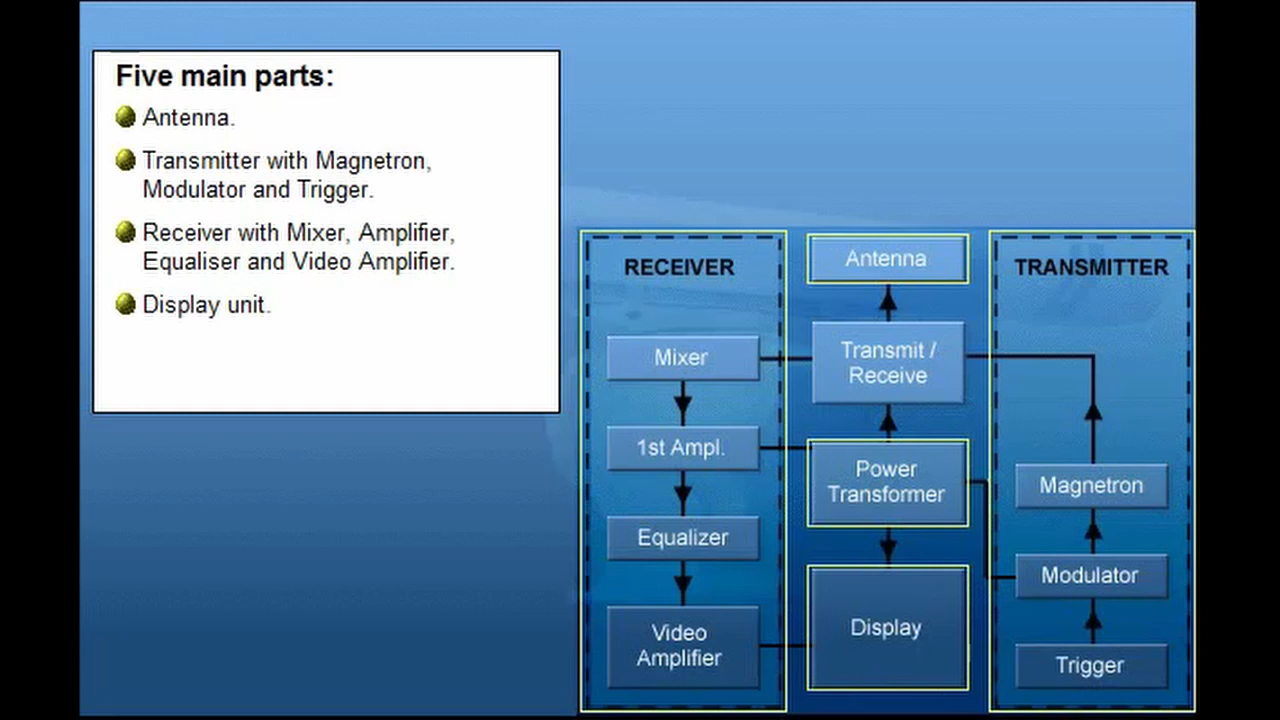 Five main parts:
Antenna.
Transmitter with Magnetron,
Modulator and Trigger.
Receiver with Mixer, Amplifier,
Equaliser and Video Amplifier.
Display unit.
RECEIVER
Mixer
1st Ampl.
Equalizer
Video
Amplifier
Antenna
Transmit /
Receive
Power
Transformer
Display
TRANSMITTER
Magnetron
Modulator
Trigger